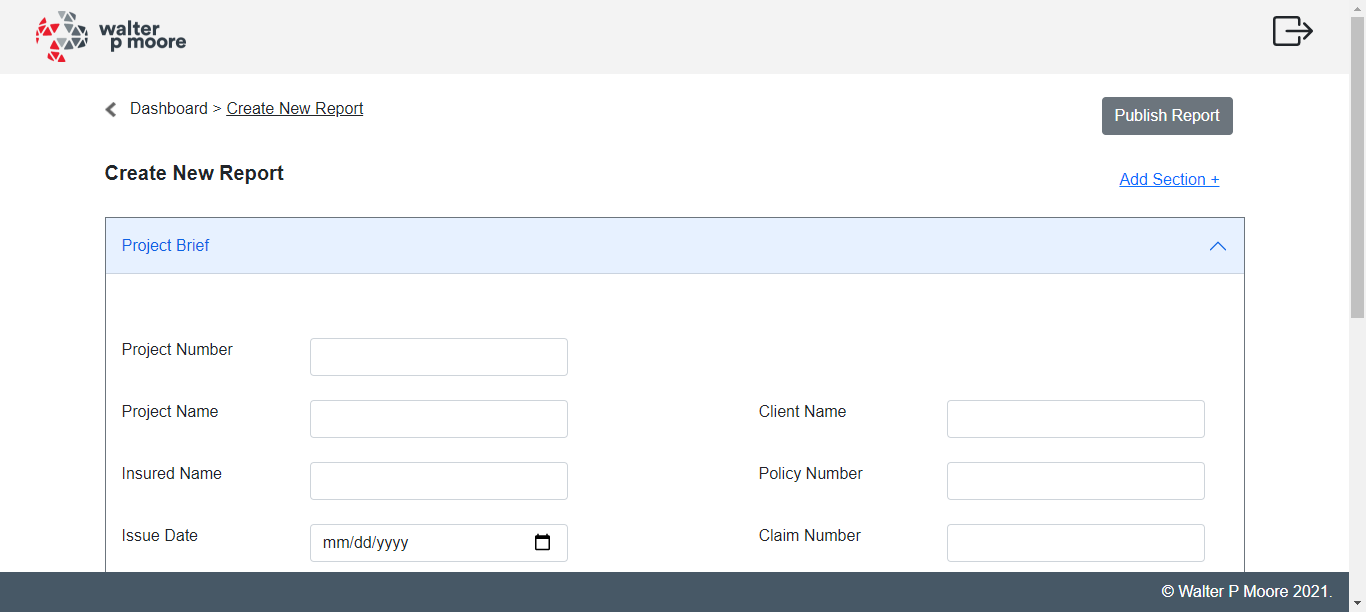 walter
p moore
Dashboard > Create New Report
Publish Report
Create New Report
Add Section +
Project Brief
Project Number
Project Name
Client Name
Insured Name
Policy Number
Issue Date
mm/dd/yyyy
Claim Number
© Walter P Moore 2021.